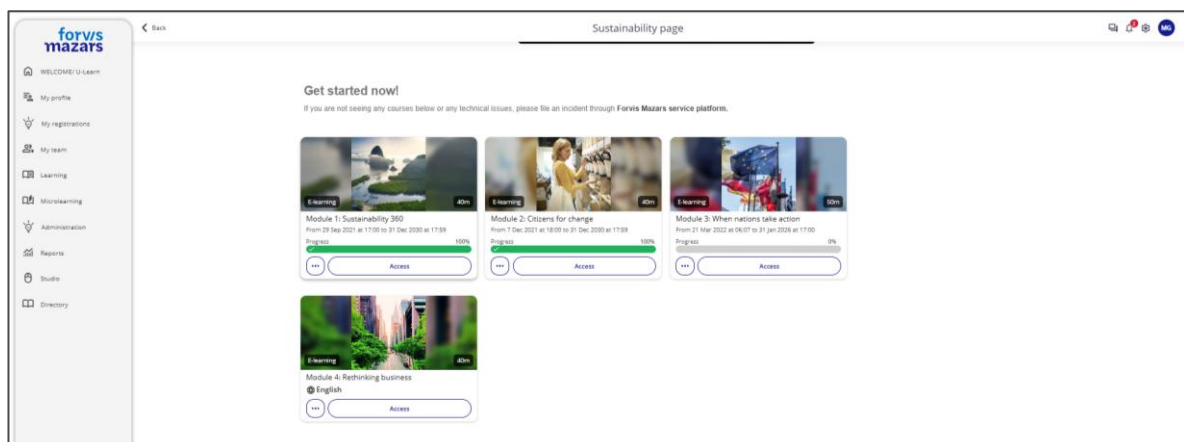 forvis
mazars
Back
Sustainability page
2
MG
WELCOME/ U-Learn
My profile
My registrations
My team
Learning
Microlearning
Administration
Reports
Studio
Directory
Get started now!
If you are not seeing any courses below or any technical issues, please file an incident through Forvis Mazars service platform.
E-learning 40m
Module 1: Sustainability 360
From 29 Sep 2021 at 17:00 to 31 Dec 2030 at 17:59
Progress 100%
... Access
E-learning 40m
Module 2: Citizens for change
From 7 Dec 2021 at 18:00 to 31 Dec 2030 at 17:59
Progress 100%
... Access
E-learning 50m
Module 3: When nations take action
From 21 Mar 2022 at 06:07 to 31 Jan 2026 at 17:00
Progress 0%
... Access
E-learning 40m
Module 4: Rethinking business
English
... Access